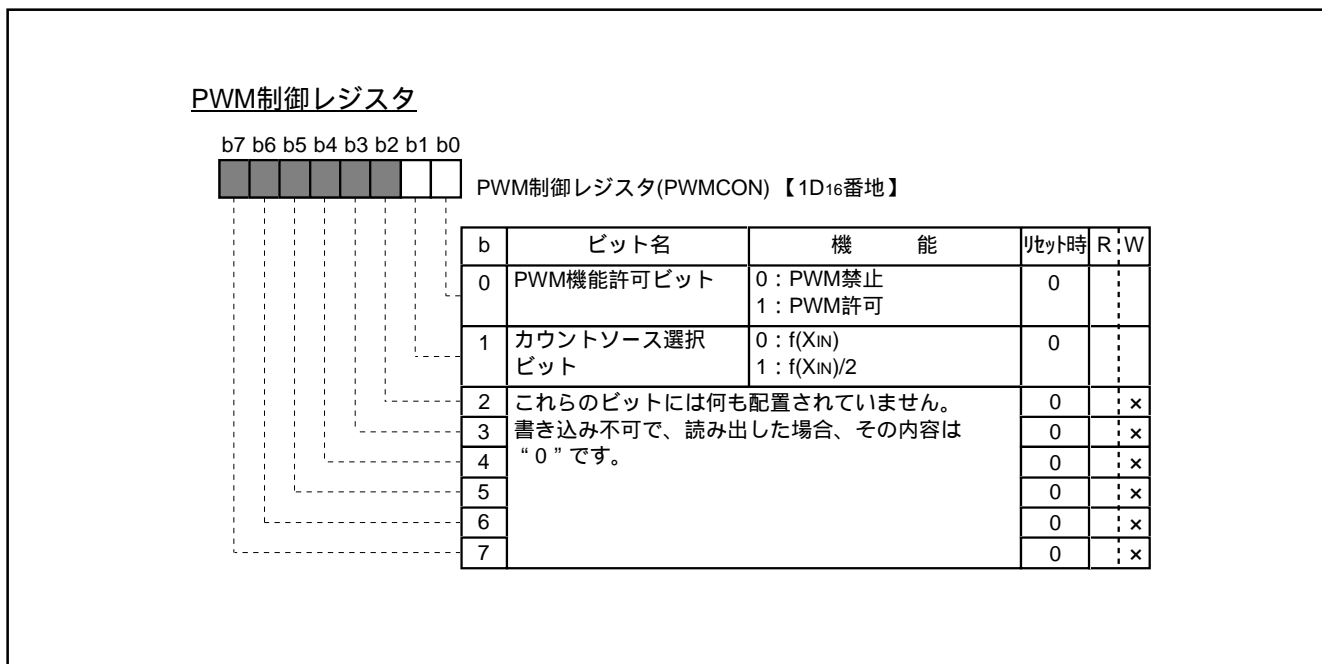 PWM制御レジスタ
b7 b6 b5 b4 b3 b2 b1 b0
PWM制御レジスタ(PWMCON)【1D16番地】
b ビット名 機 能 リセット時 R W
0 PWM機能許可ビット 0：PWM禁止 0
1：PWM許可
1 カウントソース選択 0：f(XIN) 0
ビット 1：f(XIN)/2
2 これらのビットには何も配置されていません。 0 ×
3 書き込み不可で、読み出した場合、その内容は 0 ×
4 “0”です。 0 ×
5 0 ×
6 0 ×
7 0 ×